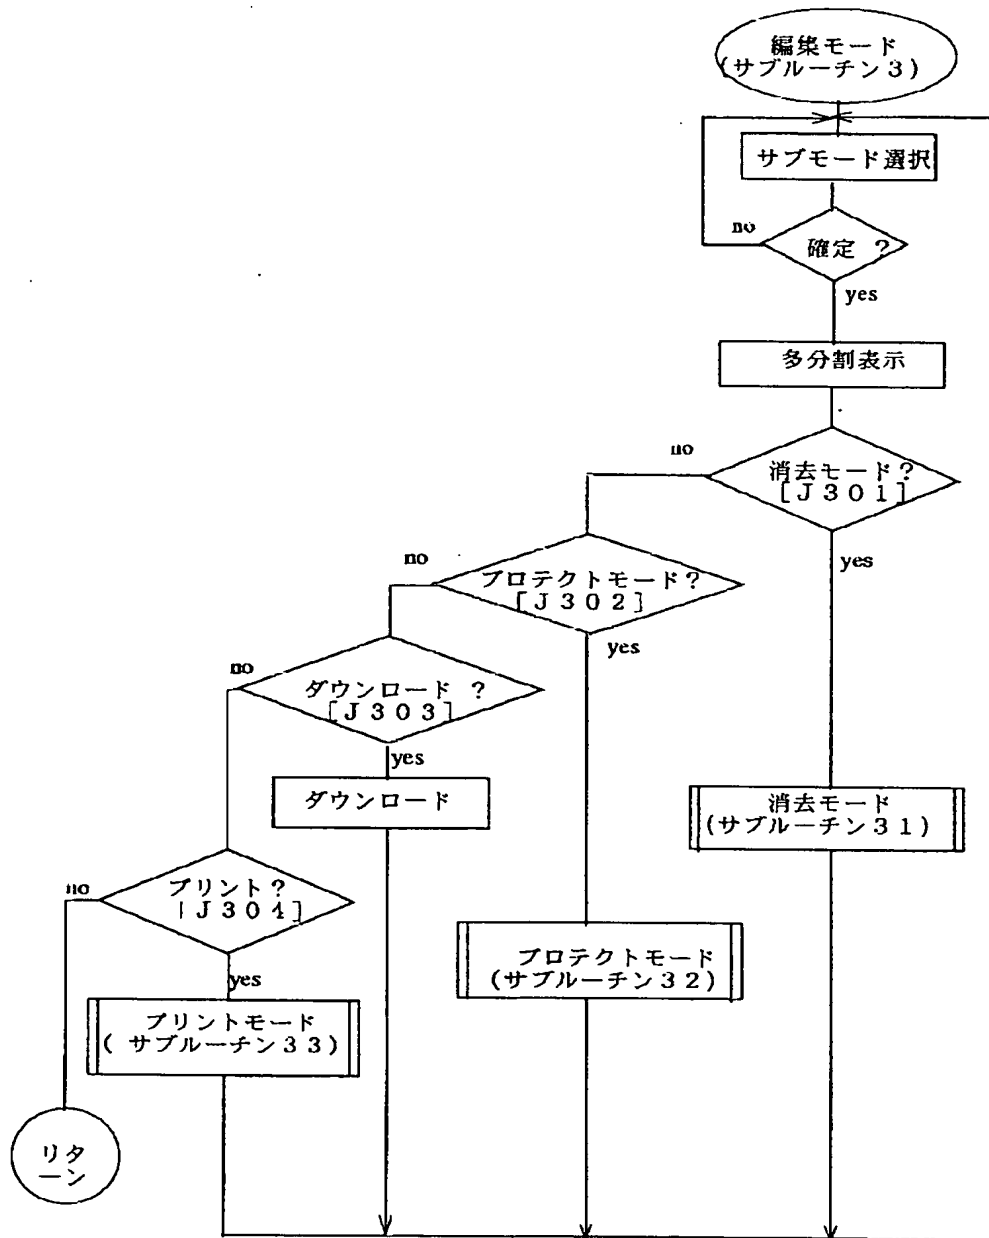 編集モード
(サブルーチン3)
サブモード選択
no
確定 ?
yes
多分割表示
no
消去モード?
[J301]
yes
no
プロテクトモード?
[J302]
yes
no
ダウンロード ?
[J303]
yes
ダウンロード
消去モード
(サブルーチン31)
no
プリント?
[J304]
yes
プロテクトモード
(サブルーチン32)
プリントモード
( サブルーチン33)
リタ
ーン